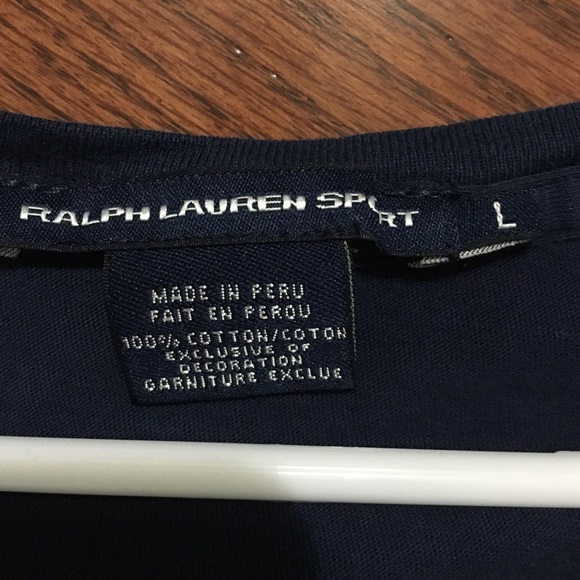 RALPH LAUREN SPORT L
MADE IN PERU
FAIT EN PEROU
100% COTTON/COTON
EXCLUSIVE OF
DECORATION
GARNITURE EXCLUE